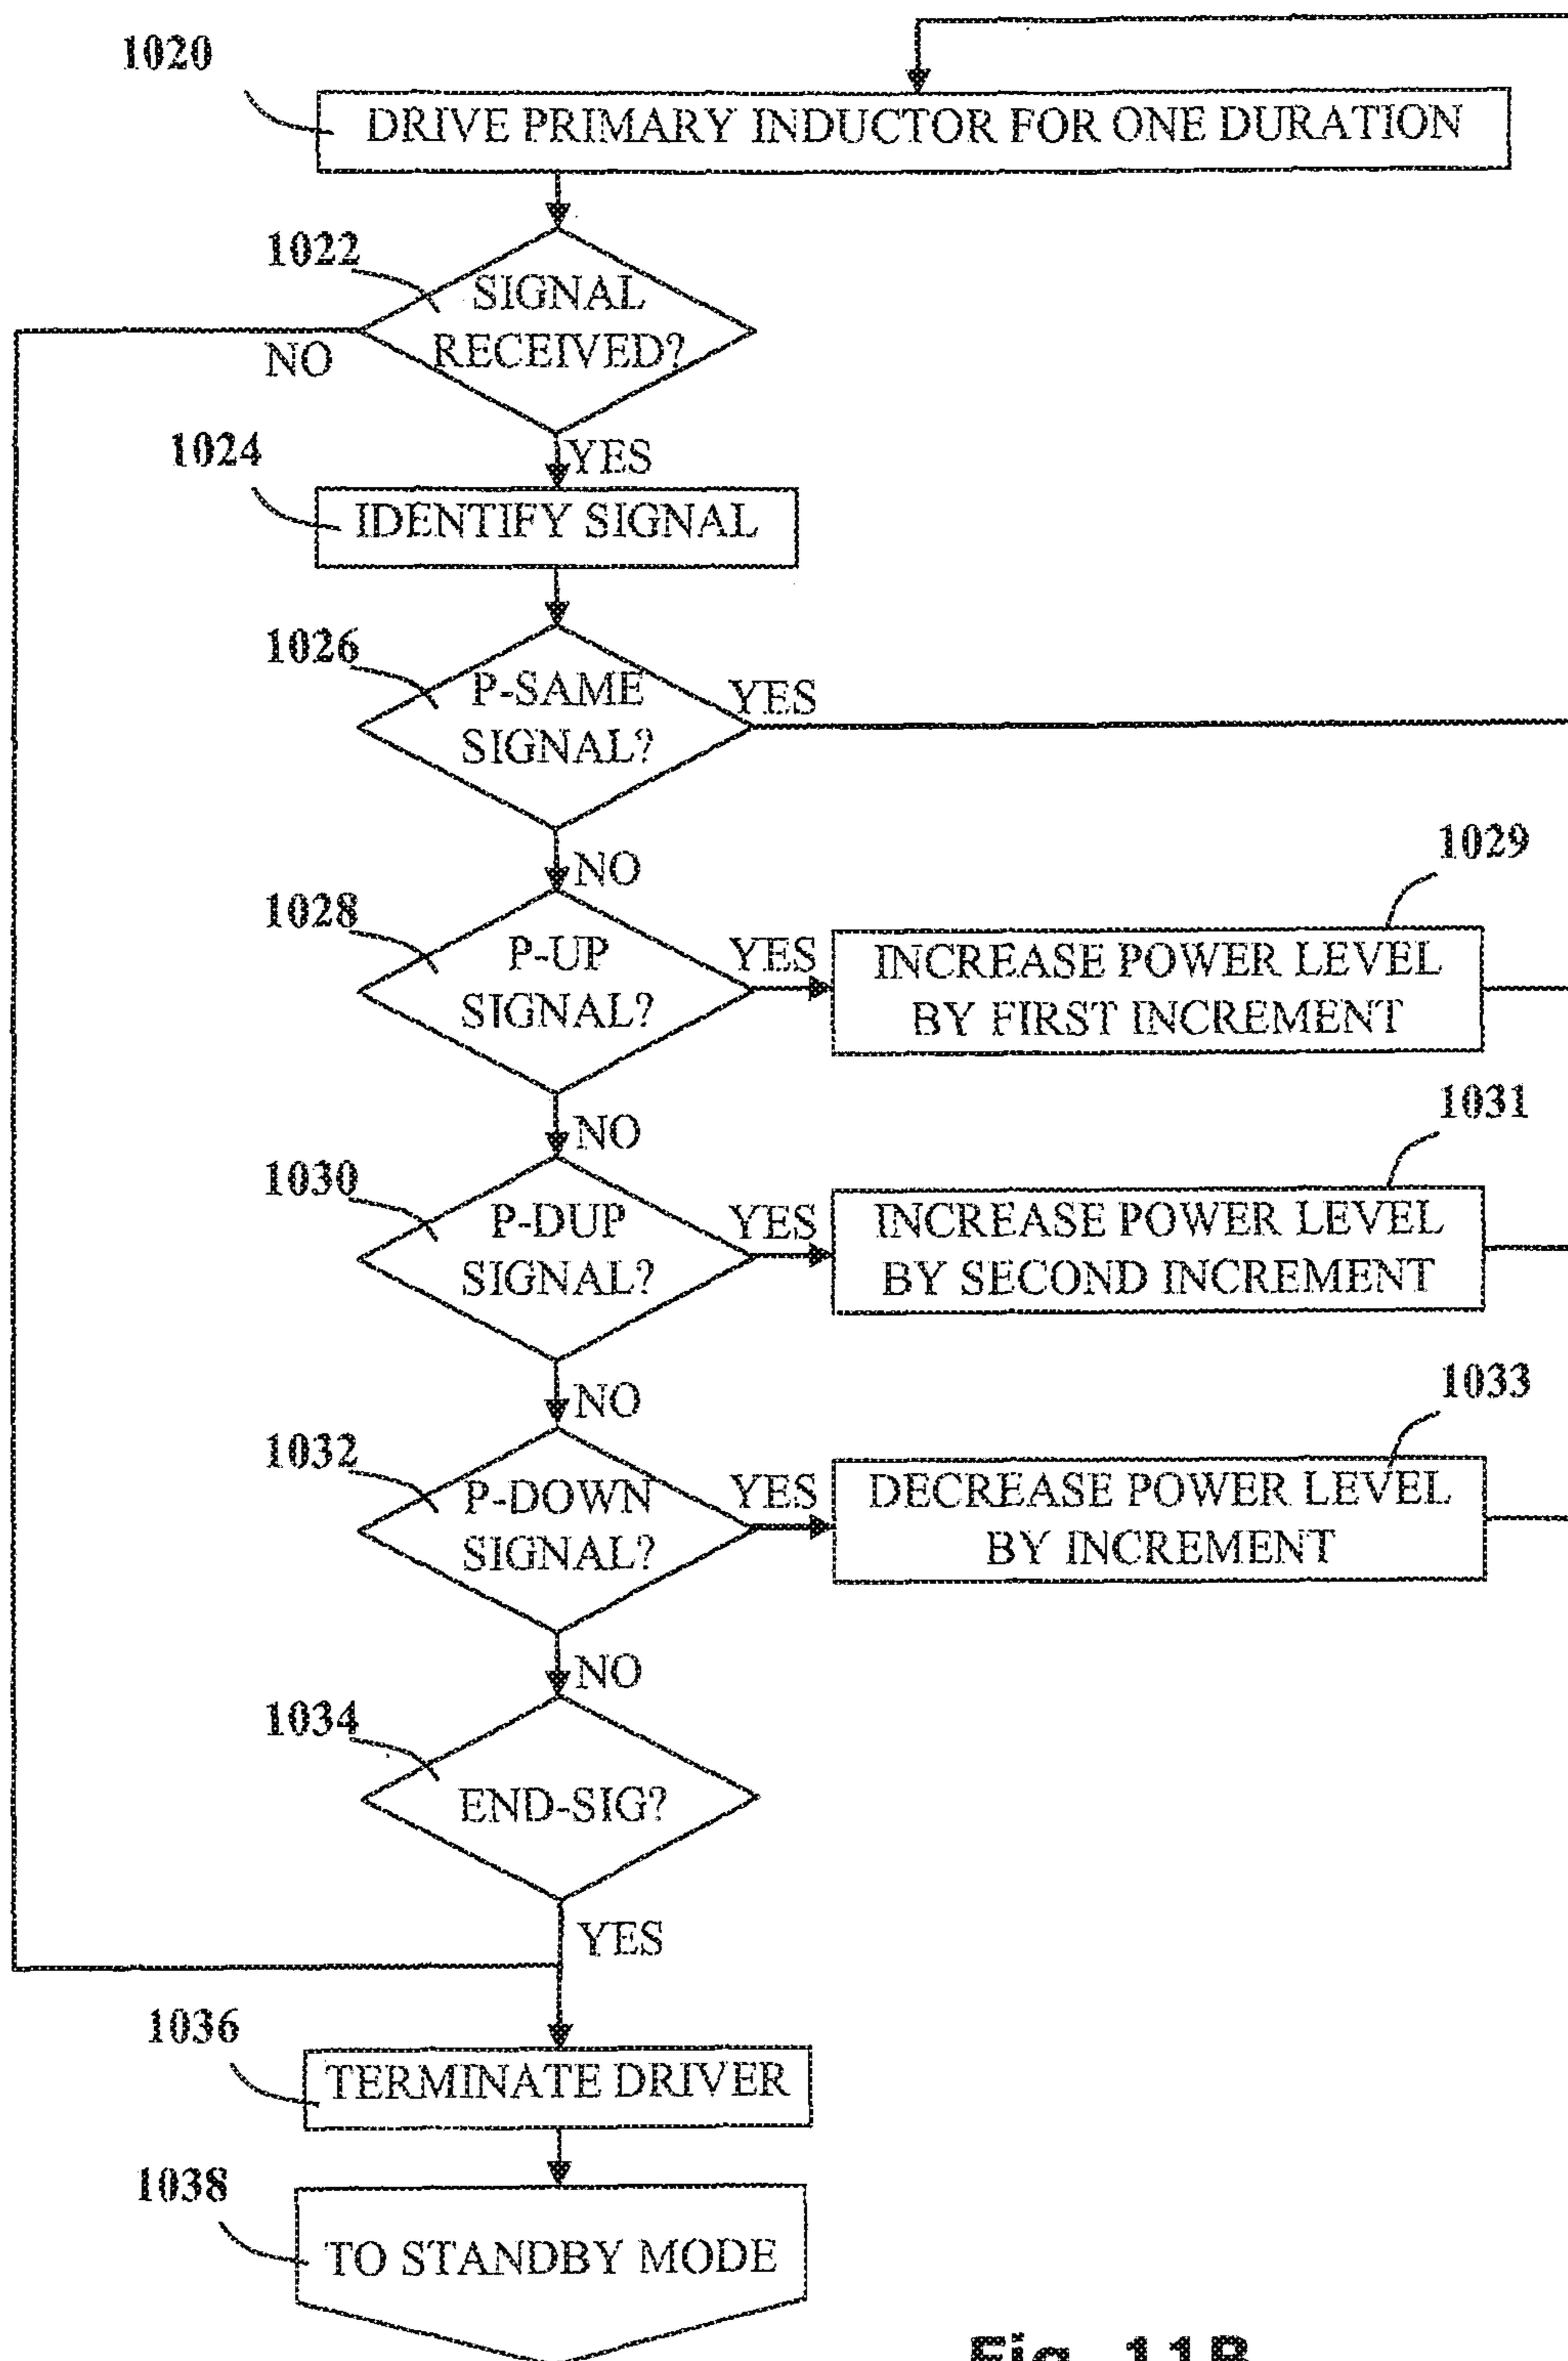 1020
DRIVE PRIMARY INDUCTOR FOR ONE DURATION
1022
SIGNAL
RECEIVED?
NO
YES
1024
IDENTIFY SIGNAL
1026
P-SAME
SIGNAL?
YES
NO
1028
P-UP
SIGNAL?
YES
1029
INCREASE POWER LEVEL
BY FIRST INCREMENT
NO
1030
P-DUP
SIGNAL?
YES
1031
INCREASE POWER LEVEL
BY SECOND INCREMENT
NO
1032
P-DOWN
SIGNAL?
YES
1033
DECREASE POWER LEVEL
BY INCREMENT
NO
1034
END-SIG?
YES
1036
TERMINATE DRIVER
1038
TO STANDBY MODE
Fig. 11B